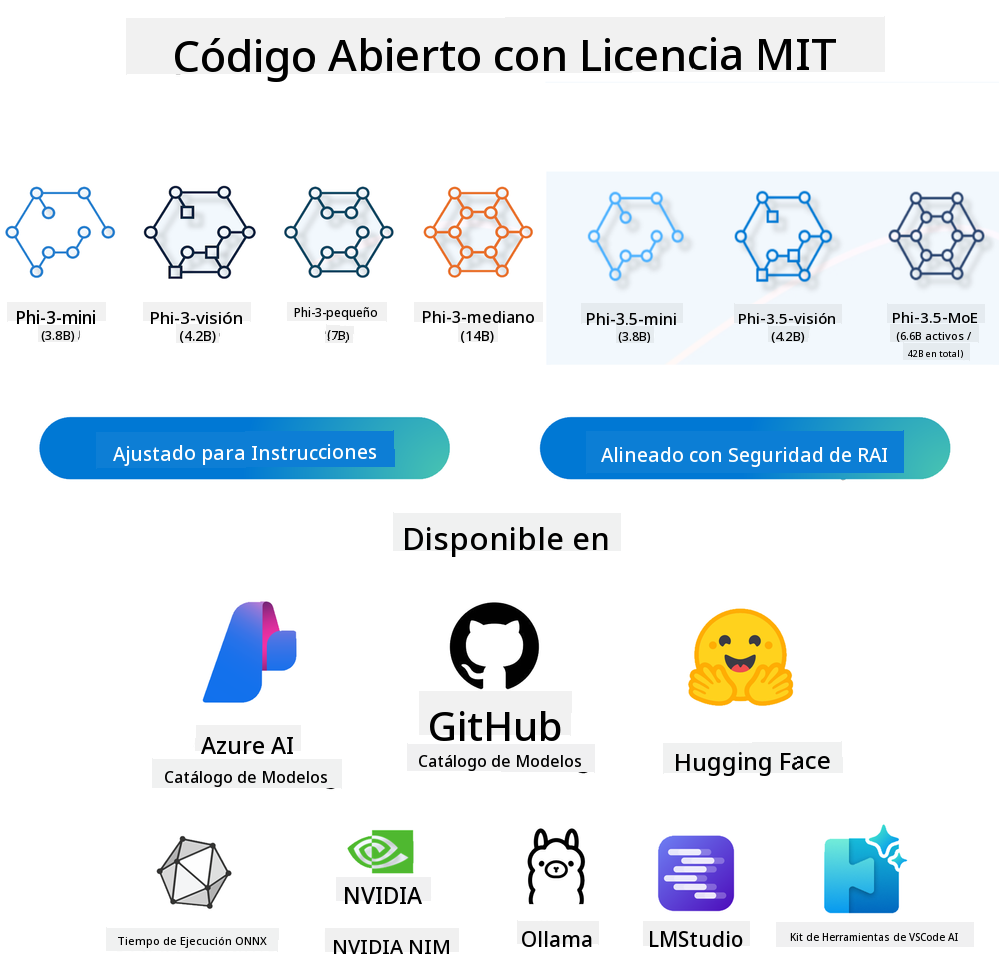 Código Abierto con Licencia MIT
Phi-3-mini
(3.8B)
Phi-3-visión
(4.2B)
Phi-3-pequeño
(7B)
Phi-3-mediano
(14B)
Phi-3.5-mini
(3.8B)
Phi-3.5-visión
(4.2B)
Phi-3.5-MoE
(6.6B activos /
42B en total)
Ajustado para Instrucciones
Alineado con Seguridad de RAI
Disponible en
Azure AI
Catálogo de Modelos
GitHub
Catálogo de Modelos
Hugging Face
Tiempo de Ejecución ONNX
NVIDIA
NVIDIA NIM
Ollama
LMStudio
Kit de Herramientas de VSCode AI